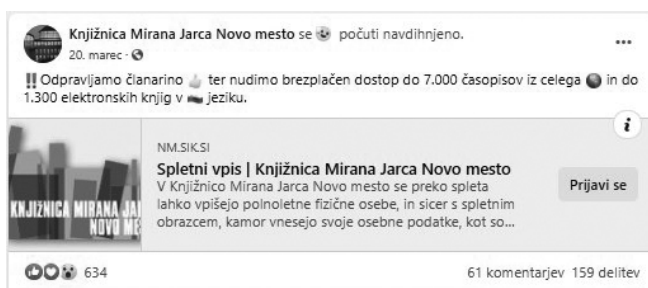 Knjižnica Mirana Jarca Novo mesto se počuti navdihnjeno.
20. marec ·
‼Odpravljamo članarino 👍 ter nudimo brezplačen dostop do 7.000 časopisov iz celega in do
1.300 elektronskih knjig v jeziku.
NM.SIK.SI
Spletni vpis | Knjižnica Mirana Jarca Novo mesto
V Knjižnico Mirana Jarca Novo mesto se preko spleta
lahko vpišejo polnoletne fizične osebe, in sicer s spletnim
obrazcem, kamor vnesejo svoje osebne podatke, kot so...
Prijavi se
KNJIŽNICA MIRANA JA
NOVO ME
634
61 komentarjev 159 delitev